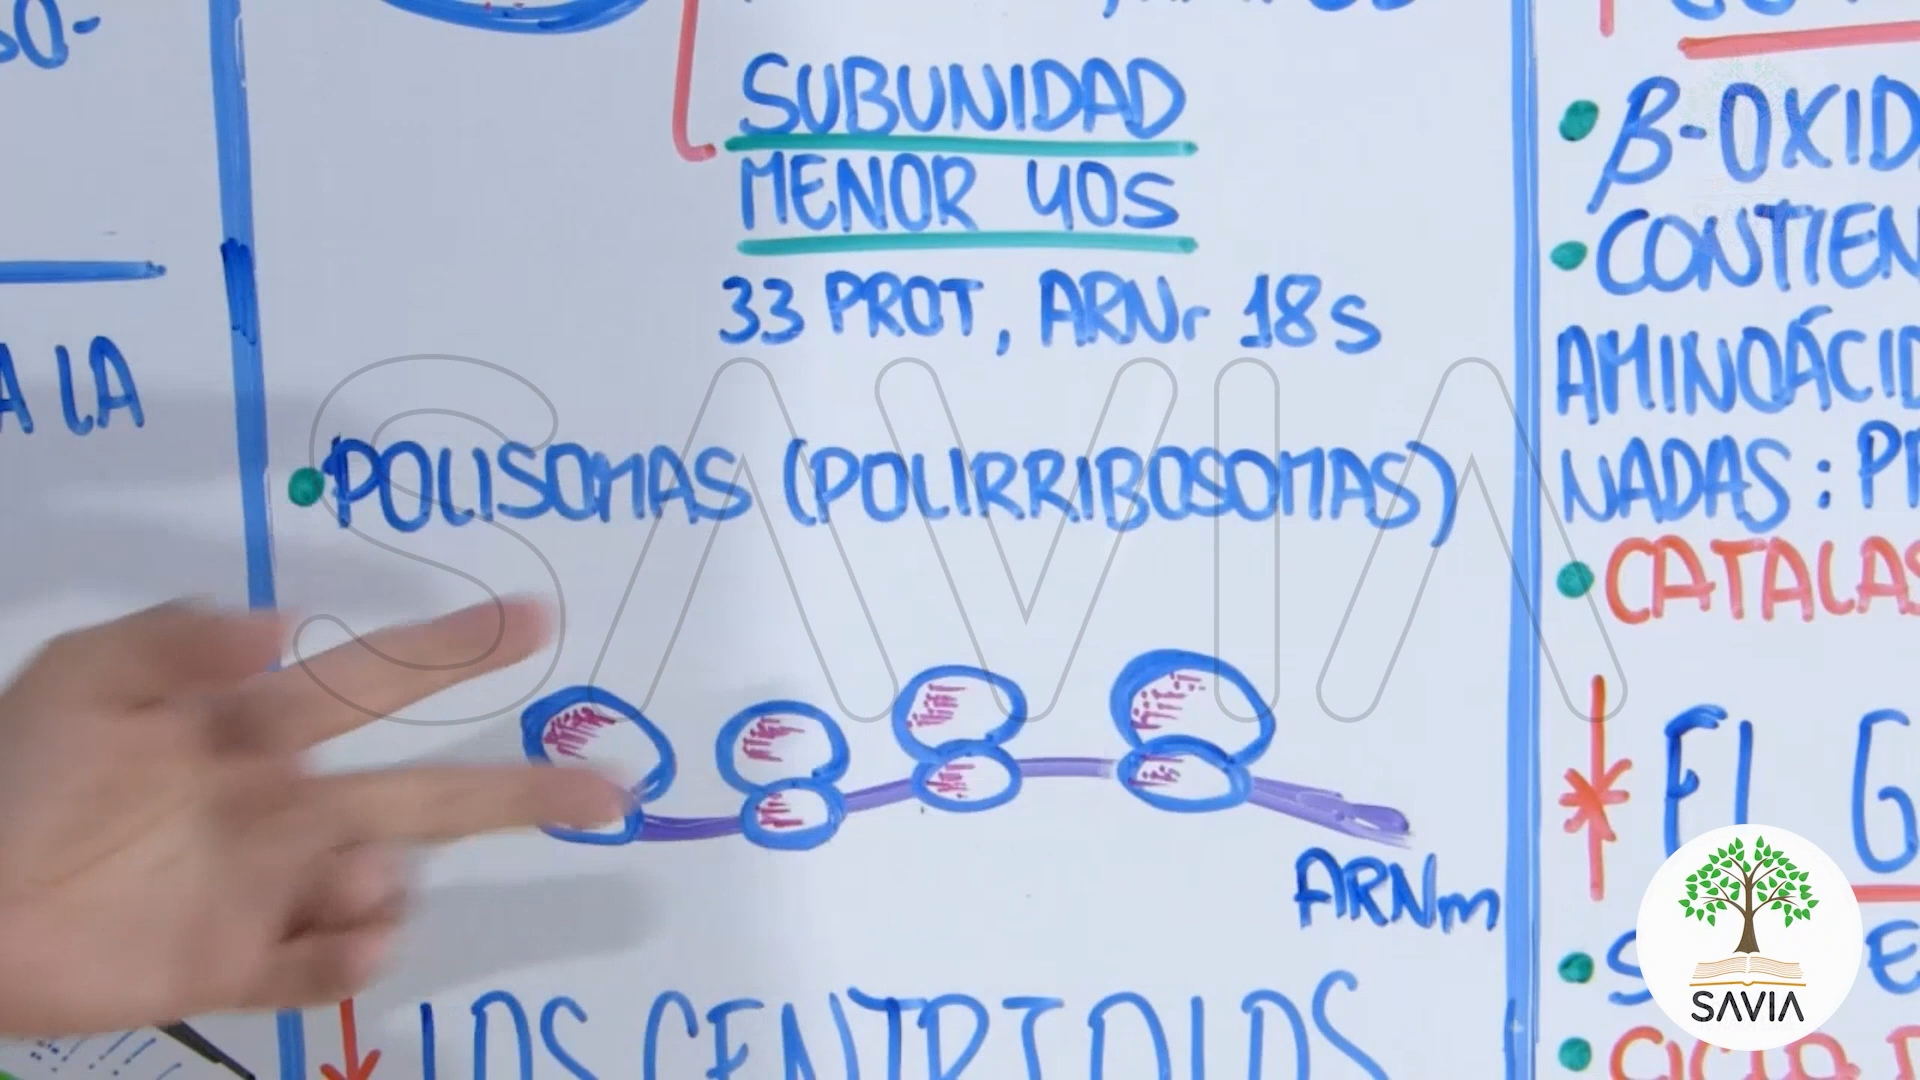 SO-
A LA
SUBUNIDAD
MENOR 40S
33 PROT, ARNr 18s
• POLISOMAS (POLIRRIBOSOMAS)
ARNm
LOS CENTRIOLOS
• β-OXID
• CONTIEN
AMINOÁCID
NADAS: P
• CATALAS
EL G
SAVIA
SAVIA